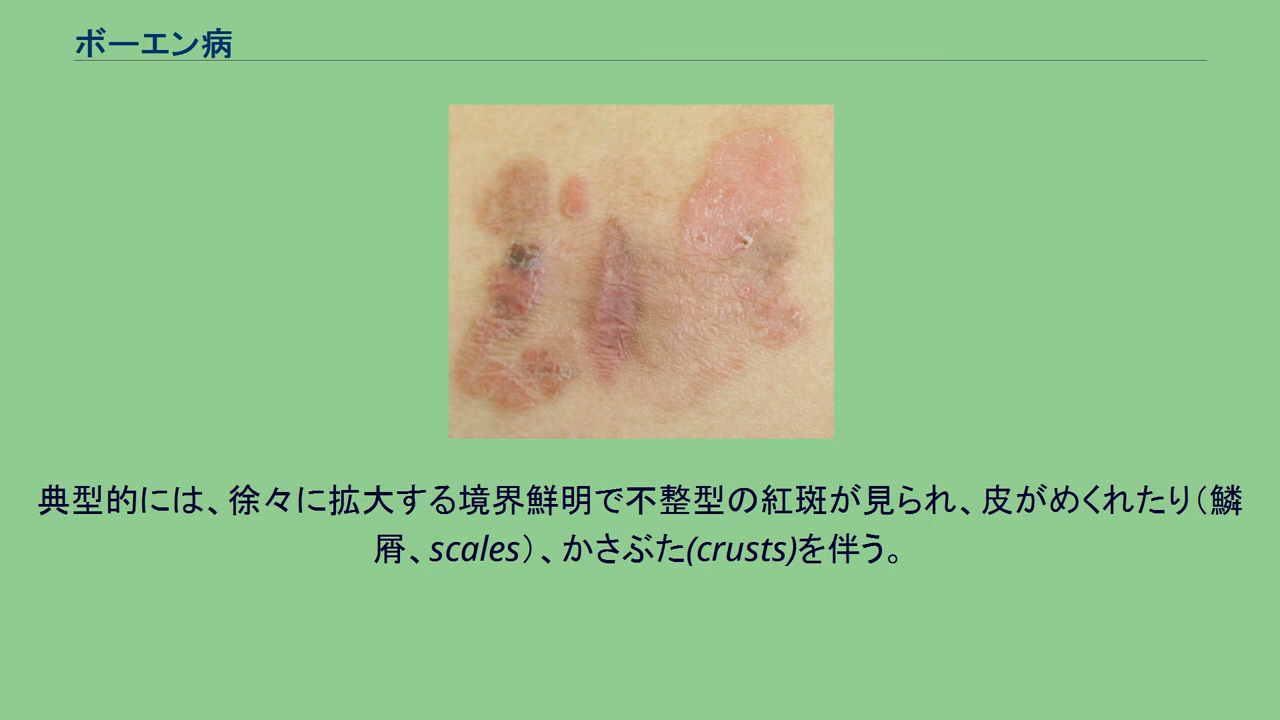 ボーエン病
典型的には、徐々に拡大する境界鮮明で不整型の紅斑が見られ、皮がめくれたり（鱗
屑、scales）、かさぶた(crusts)を伴う。